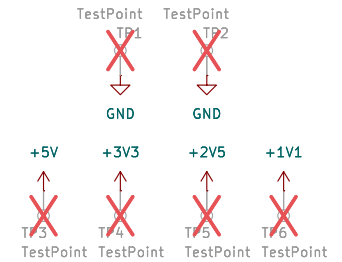 TestPoint TestPoint
TP1 TP2
GND GND
+5V +3V3 +2V5 +1V1
TP3 TP4 TP5 TP6
TestPoint TestPoint TestPoint TestPoint